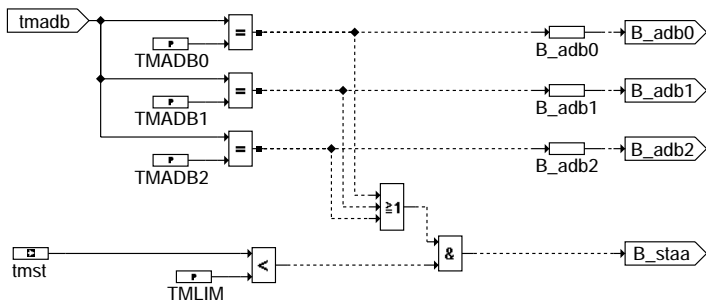 tmadb
P
TMADB0
=
B_adb0
B_adb0
P
TMADB1
=
B_adb1
B_adb1
P
TMADB2
=
B_adb2
B_adb2
≧1
&
B_staa
tmst
P
TMLIM
<